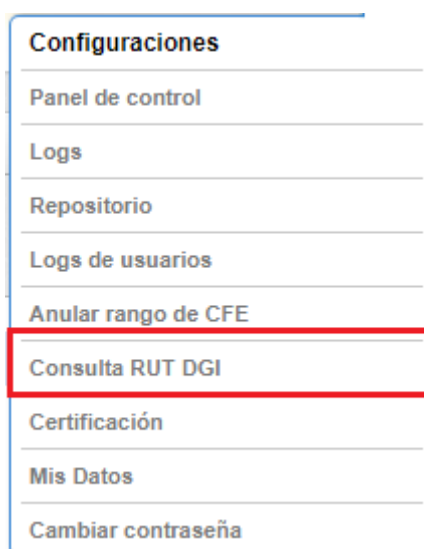 Configuraciones
Panel de control
Logs
Repositorio
Logs de usuarios
Anular rango de CFE
Consulta RUT DGI
Certificación
Mis Datos
Cambiar contraseña